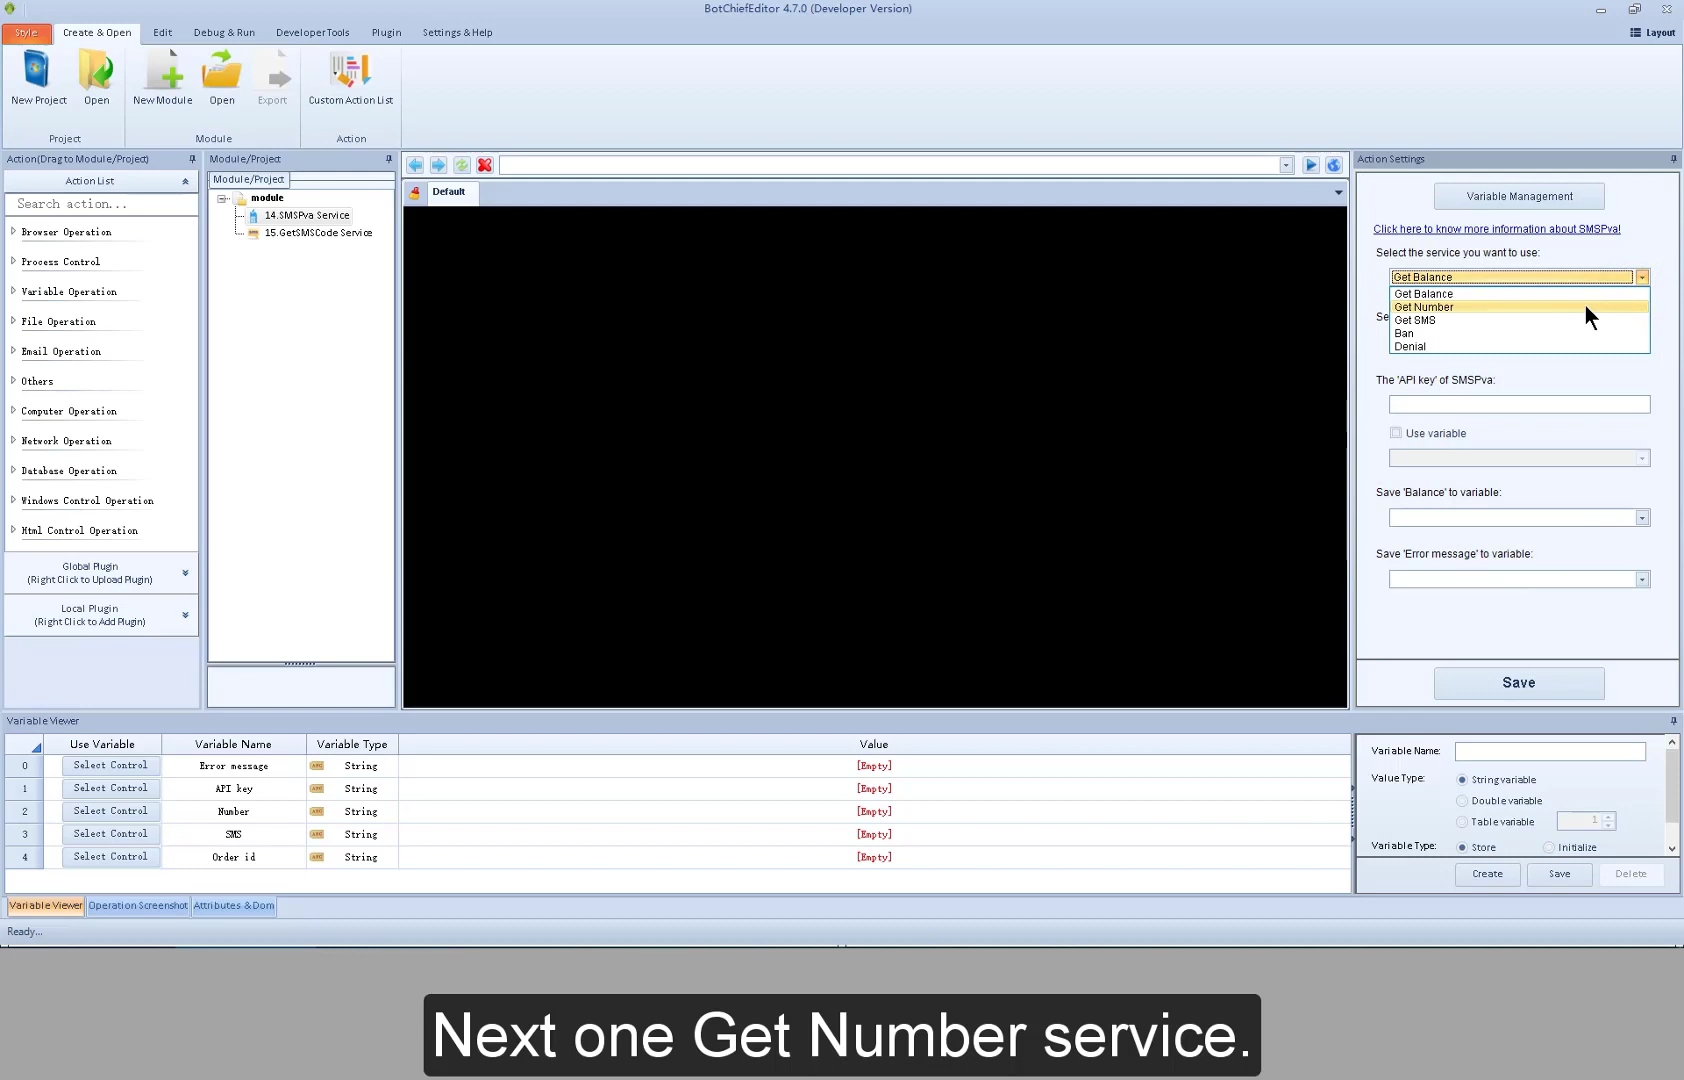 BotChiefEditor 4.7.0 (Developer Version)
Style
Create & Open
Edit
Debug & Run
DeveloperTools
Plugin
Settings & Help
Layout
New Project
Open
New Module
Open
Export
Custom Action List
Project
Module
Action
Action(Drag to Module/Project)
Action List
Search action...
Browser Operation
Process Control
Variable Operation
File Operation
Email Operation
Others
Computer Operation
Network Operation
Database Operation
Windows Control Operation
Html Control Operation
Global Plugin
(Right Click to Upload Plugin)
Local Plugin
(Right Click to Add Plugin)
Module/Project
Module/Project
module
14.SMSPva Service
15.GetSMSCode Service
Default
Action Settings
Variable Management
Click here to know more information about SMSPva!
Select the service you want to use:
Get Balance
Get Balance
Get Number
Get SMS
Ban
Denial
Se
The 'API key' of SMSPva:
Use variable
Save 'Balance' to variable:
Save 'Error message' to variable:
Save
Variable Viewer
Use Variable
Variable Name
Variable Type
Value
0 Select Control Error message ABC String [Empty]
1 Select Control API key ABC String [Empty]
2 Select Control Number ABC String [Empty]
3 Select Control SMS ABC String [Empty]
4 Select Control Order id ABC String [Empty]
Variable Name:
Value Type:
String variable
Double variable
Table variable
1
Variable Type:
Store
Initialize
Create
Save
Delete
Variable Viewer
Operation Screenshot
Attributes & Dom
Ready...
Next one Get Number service.